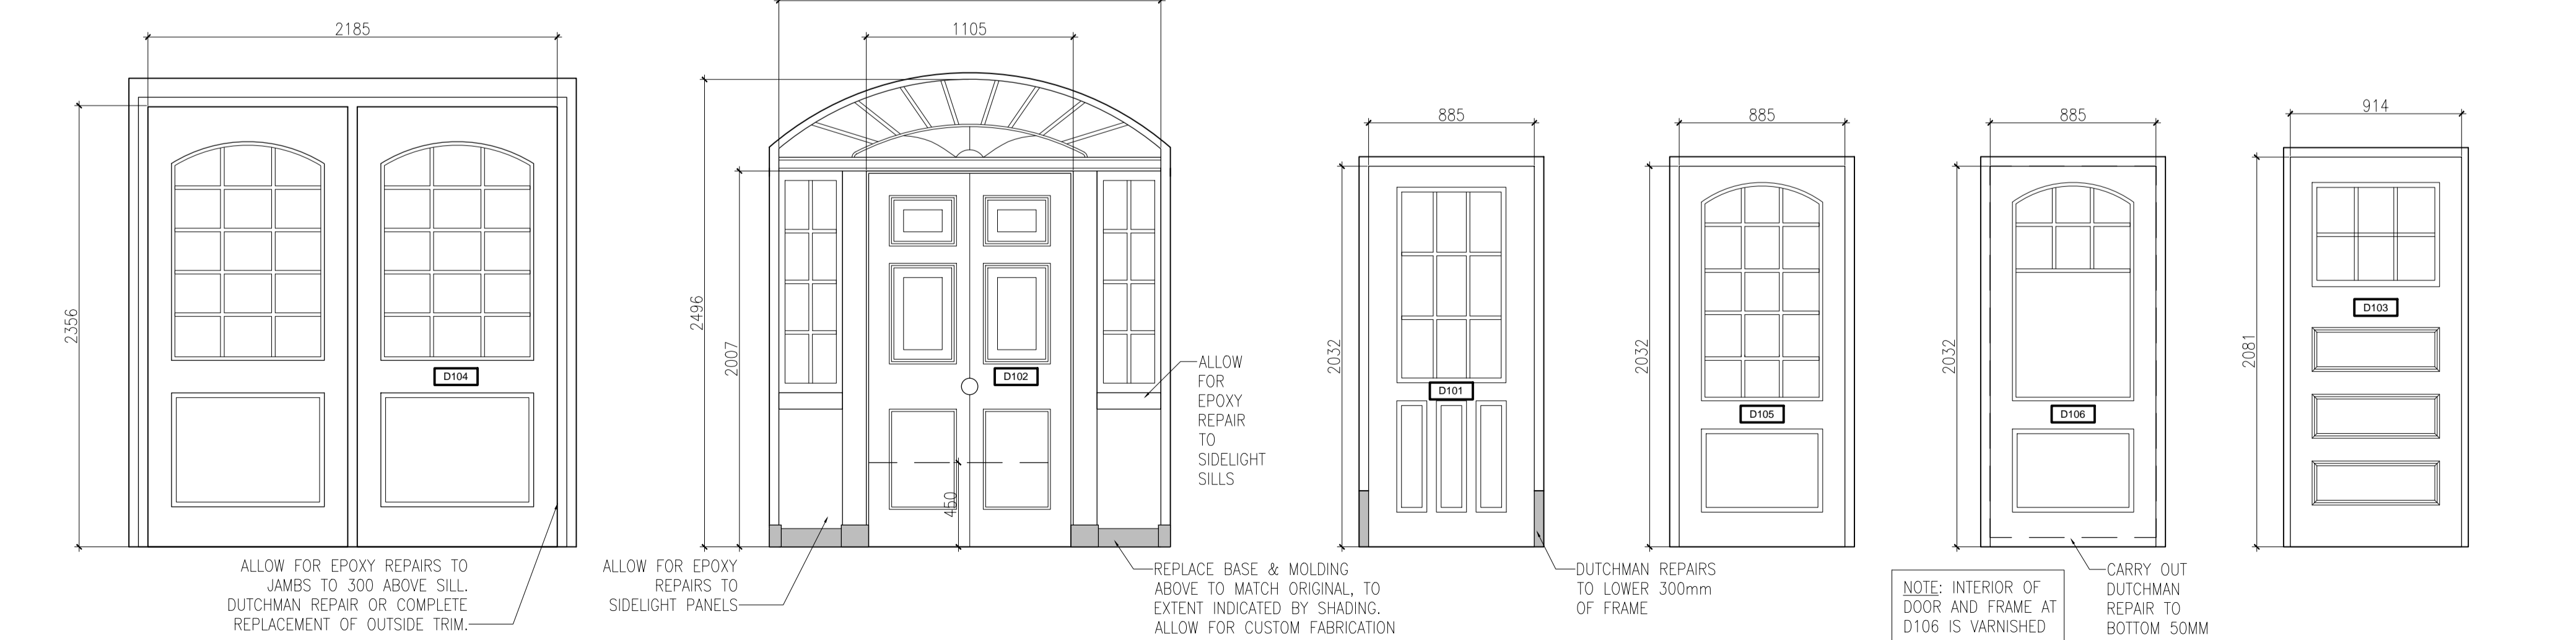 2185
2356
D104
ALLOW FOR EPOXY REPAIRS TO
JAMBS TO 300 ABOVE SILL.
DUTCHMAN REPAIR OR COMPLETE
REPLACEMENT OF OUTSIDE TRIM.
1105
2496
2007
D102
450
ALLOW
FOR
EPOXY
REPAIR
TO
SIDELIGHT
SILLS
ALLOW FOR EPOXY
REPAIRS TO
SIDELIGHT PANELS
REPLACE BASE & MOLDING
ABOVE TO MATCH ORIGINAL, TO
EXTENT INDICATED BY SHADING.
ALLOW FOR CUSTOM FABRICATION
885
2032
D101
DUTCHMAN REPAIRS
TO LOWER 300mm
OF FRAME
885
2032
D105
885
2032
D106
NOTE: INTERIOR OF
DOOR AND FRAME AT
D106 IS VARNISHED
CARRY OUT
DUTCHMAN
REPAIR TO
BOTTOM 50MM
914
2081
D103